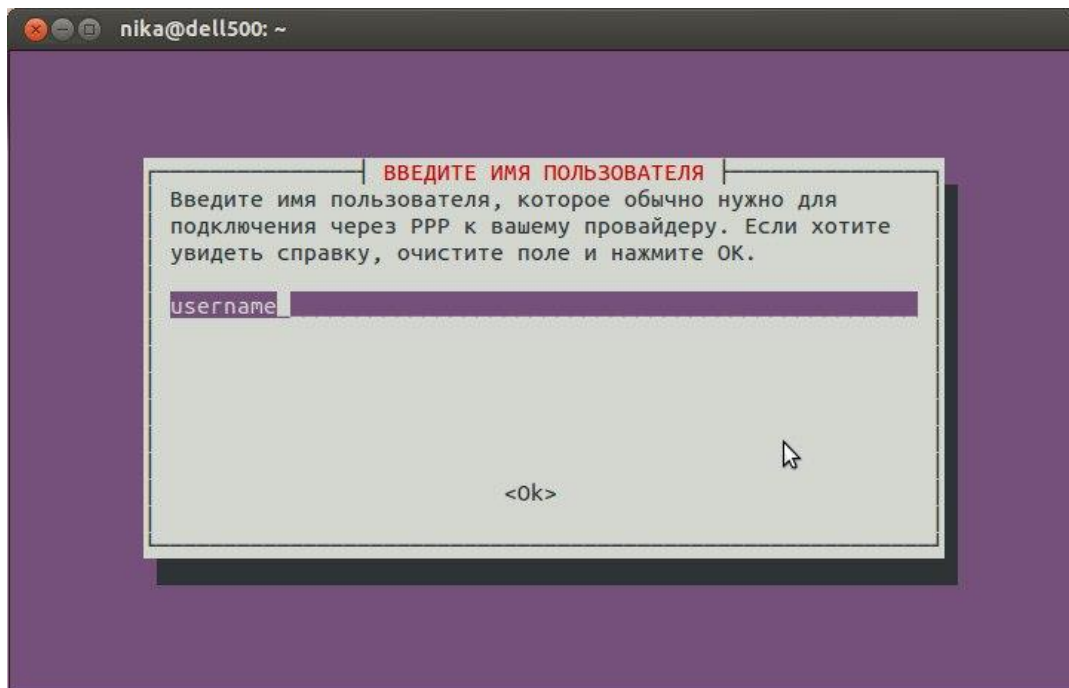 nika@dell500: ~
ВВЕДИТЕ ИМЯ ПОЛЬЗОВАТЕЛЯ
Введите имя пользователя, которое обычно нужно для
подключения через PPP к вашему провайдеру. Если хотите
увидеть справку, очистите поле и нажмите OK.
username
<Ok>